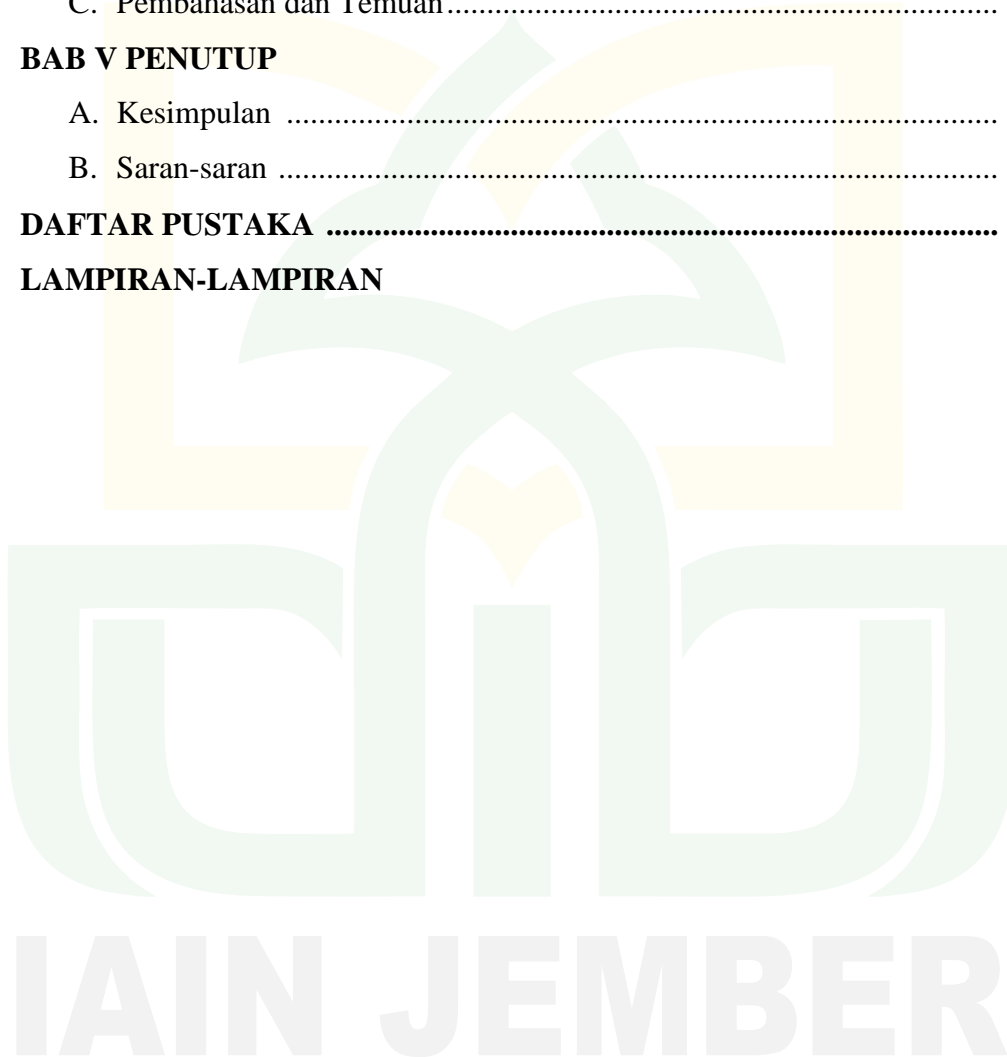 C. Pembahasan dan Temuan...................................................................
BAB V PENUTUP
A. Kesimpulan .......................................................................................
B. Saran-saran ........................................................................................
DAFTAR PUSTAKA ...................................................................................
LAMPIRAN-LAMPIRAN
IAIN JEMBER